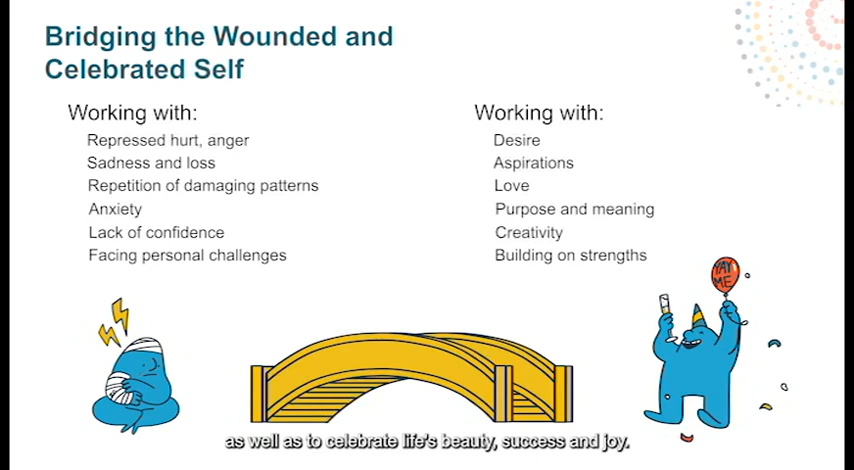 Bridging the Wounded and
Celebrated Self
Working with:
Repressed hurt, anger
Sadness and loss
Repetition of damaging patterns
Anxiety
Lack of confidence
Facing personal challenges
Working with:
Desire
Aspirations
Love
Purpose and meaning
Creativity
Building on strengths
YAY
ME
as well as to celebrate life's beauty, success and joy.